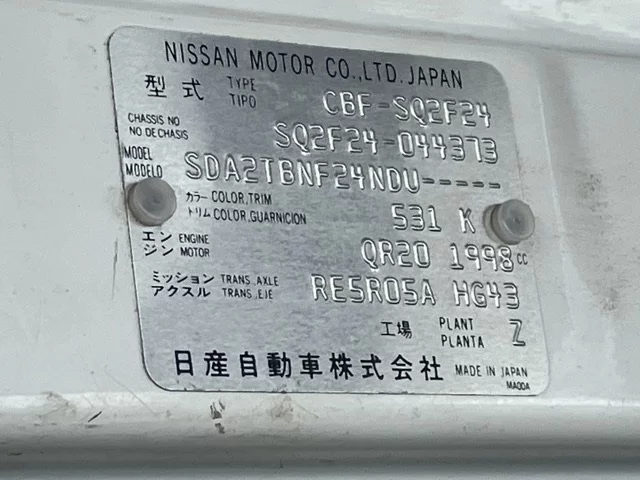 NISSAN MOTOR CO.,LTD. JAPAN
型式 TYPE TIPO CBF-SQ2F24
CHASSIS NO
NO DE CHASIS SQ2F24-044373
MODEL
MODELO SDA2TBNF24NDU-----
カラー COLOR,TRIM
トリム COLOR,GUARNICION 531 K
エン ENGINE
ジン MOTOR QR20 1998 CC
ミッション TRANS.,AXLE
アクスル TRANS.,EJE RE5R05A HG43
工場 PLANT PLANTA Z
日産自動車株式会社 MADE IN JAPAN
MA00A